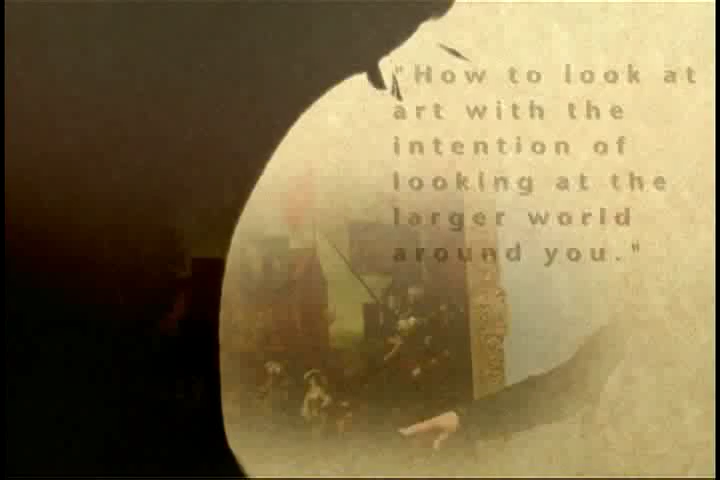 "How to look at
art with the
intention of
looking at the
larger world
around you."